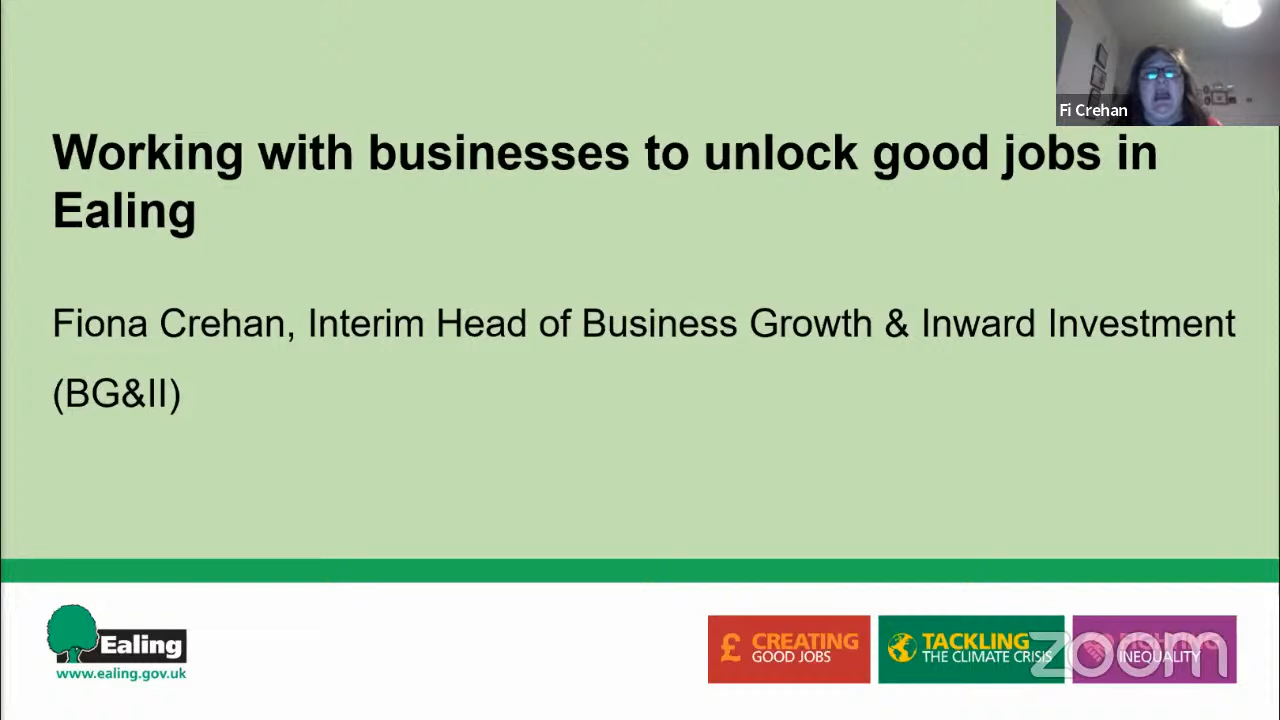 Fi Crehan
Working with businesses to unlock good jobs in
Ealing
Fiona Crehan, Interim Head of Business Growth & Inward Investment
(BG&II)
Ealing
www.ealing.gov.uk
£ CREATING
GOOD JOBS
TACKLING
THE CLIMATE CRISIS
INEQUALITY
zoom